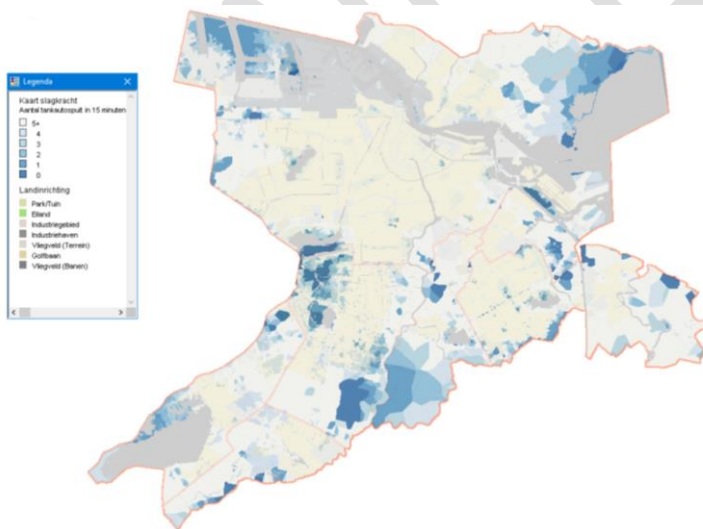 Legenda
Kaart slagkracht
Aantal tankautospuit in 15 minuten
5+
4
3
2
1
0
Landinrichting
Park/Tuin
Eiland
Industriegebied
Industriehaven
Vliegveld (Terrein)
Golfbaan
Vliegveld (Banen)